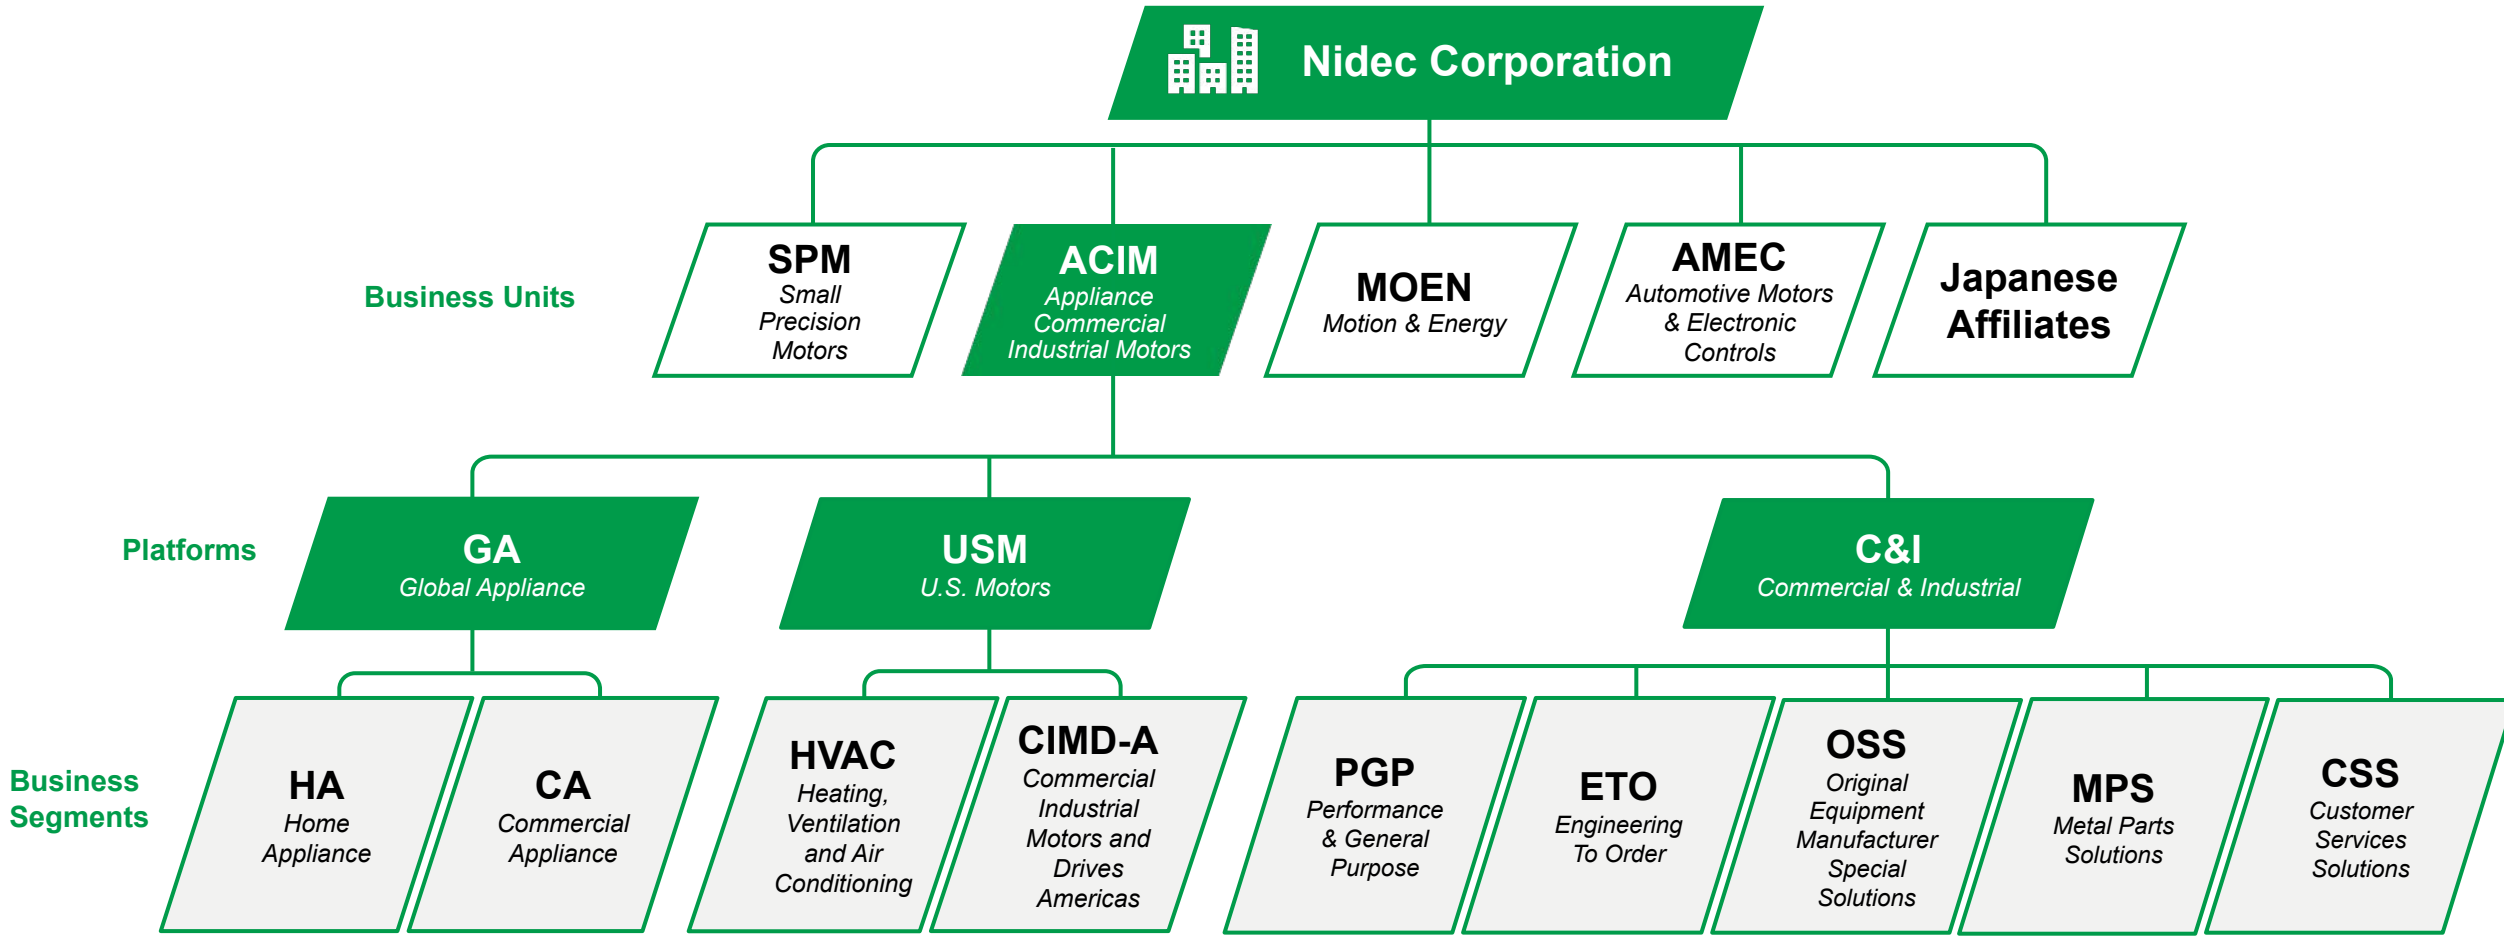 Nidec Corporation
Business Units
SPM
Small
Precision
Motors
ACIM
Appliance
Commercial
Industrial Motors
MOEN
Motion & Energy
AMEC
Automotive Motors
& Electronic
Controls
Japanese
Affiliates
Platforms
GA
Global Appliance
USM
U.S. Motors
C&I
Commercial & Industrial
Business
Segments
HA
Home
Appliance
CA
Commercial
Appliance
HVAC
Heating,
Ventilation
and Air
Conditioning
CIMD-A
Commercial
Industrial
Motors and
Drives
Americas
PGP
Performance
& General
Purpose
ETO
Engineering
To Order
OSS
Original
Equipment
Manufacturer
Special
Solutions
MPS
Metal Parts
Solutions
CSS
Customer
Services
Solutions